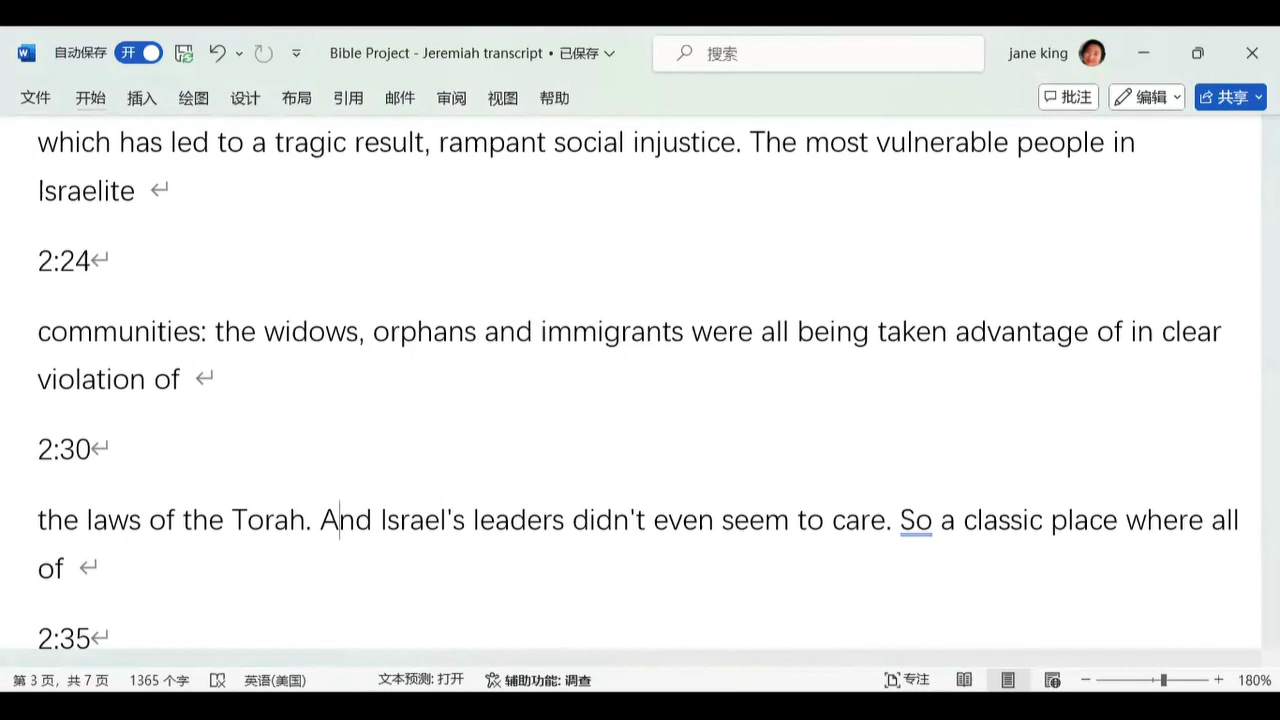 自动保存 开 Bible Project - Jeremiah transcript • 已保存 搜索 jane king
文件 开始 插入 绘图 设计 布局 引用 邮件 审阅 视图 帮助 批注 编辑 共享
which has led to a tragic result, rampant social injustice. The most vulnerable people in
Israelite ↵
2:24↵
communities: the widows, orphans and immigrants were all being taken advantage of in clear
violation of ↵
2:30↵
the laws of the Torah. And Israel's leaders didn't even seem to care. So a classic place where all
of ↵
2:35↵
第 3 页，共 7 页 1365 个字 英语(美国) 文本预测: 打开 辅助功能: 调查 专注 − + 180%